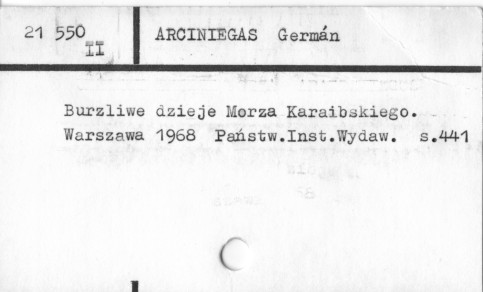 21 550
II
ARCINIEGAS Germán
Burzliwe dzieje Morza Karaibskiego.
Warszawa 1968 Państw.Inst.Wydaw. s.441